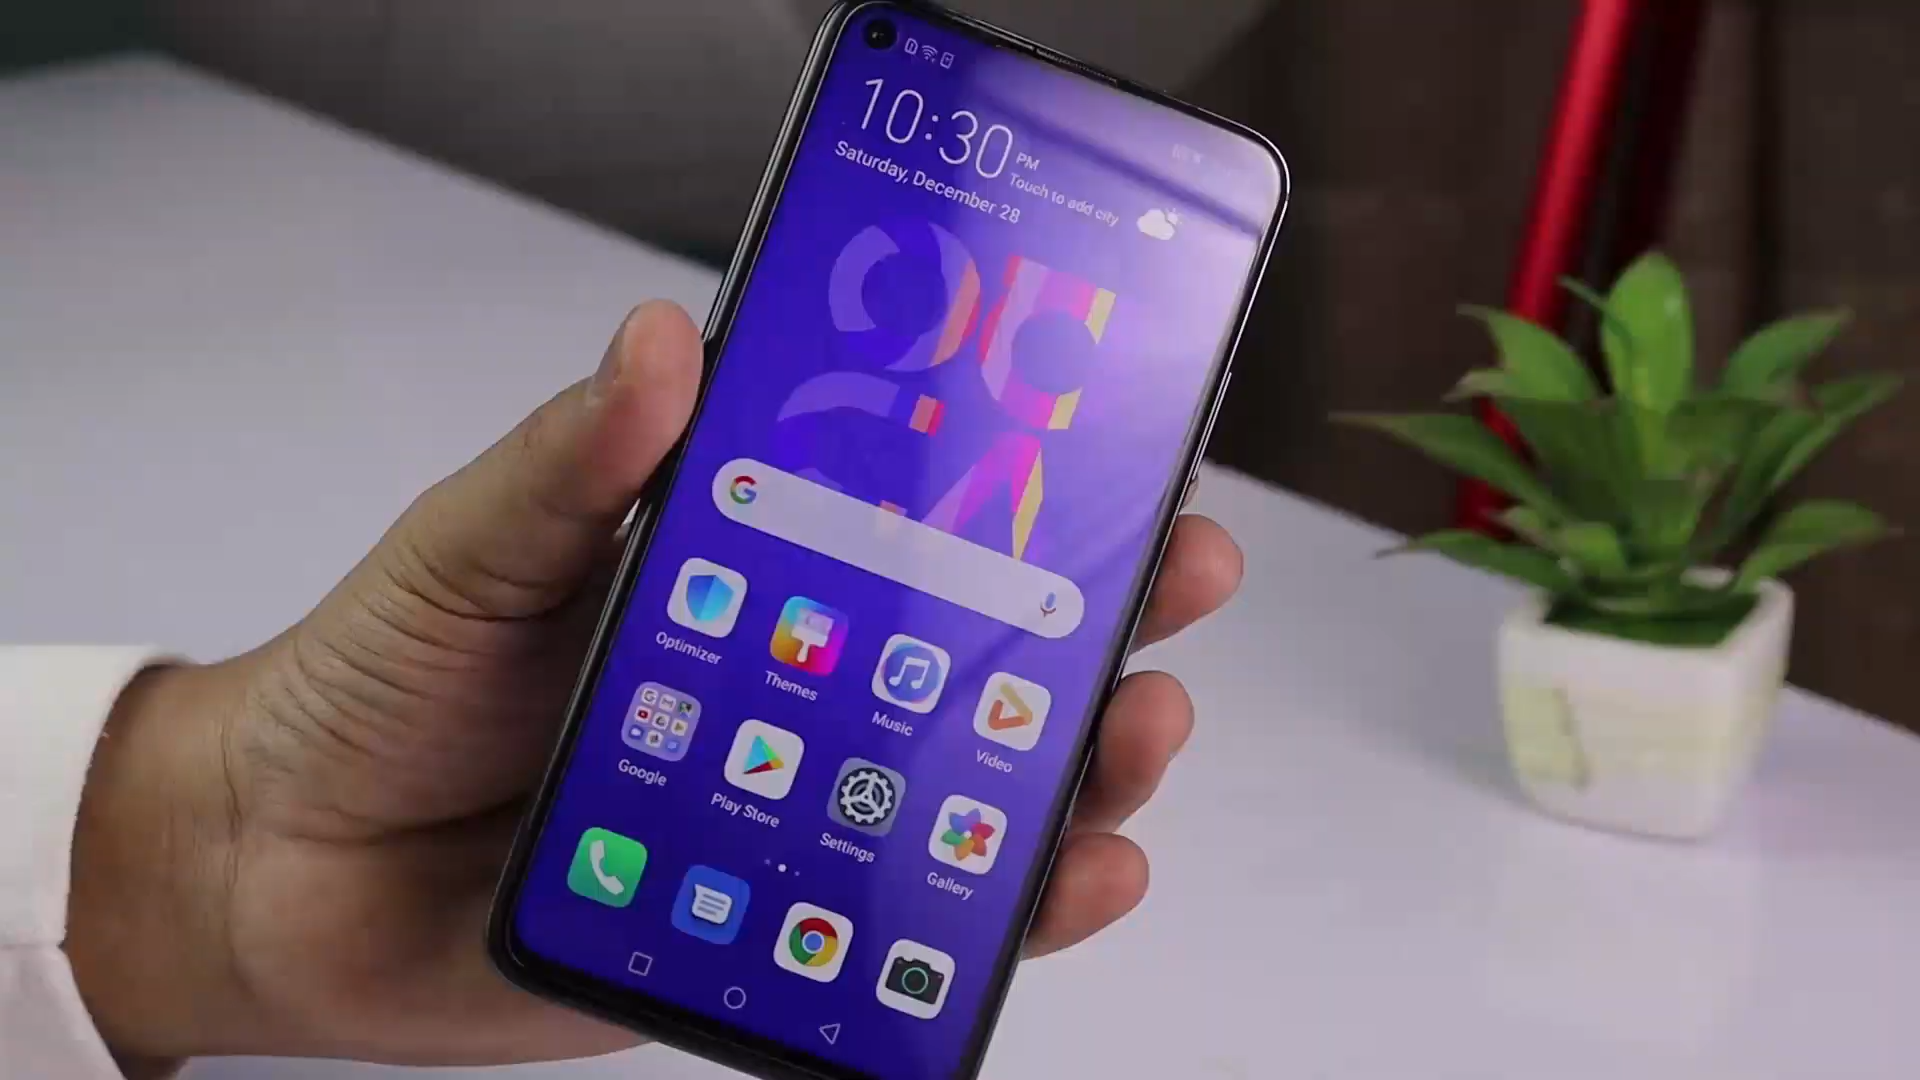 10:30 PM
Touch to add city
Saturday, December 28
Optimizer
Themes
Music
Video
Google
Play Store
Settings
Gallery